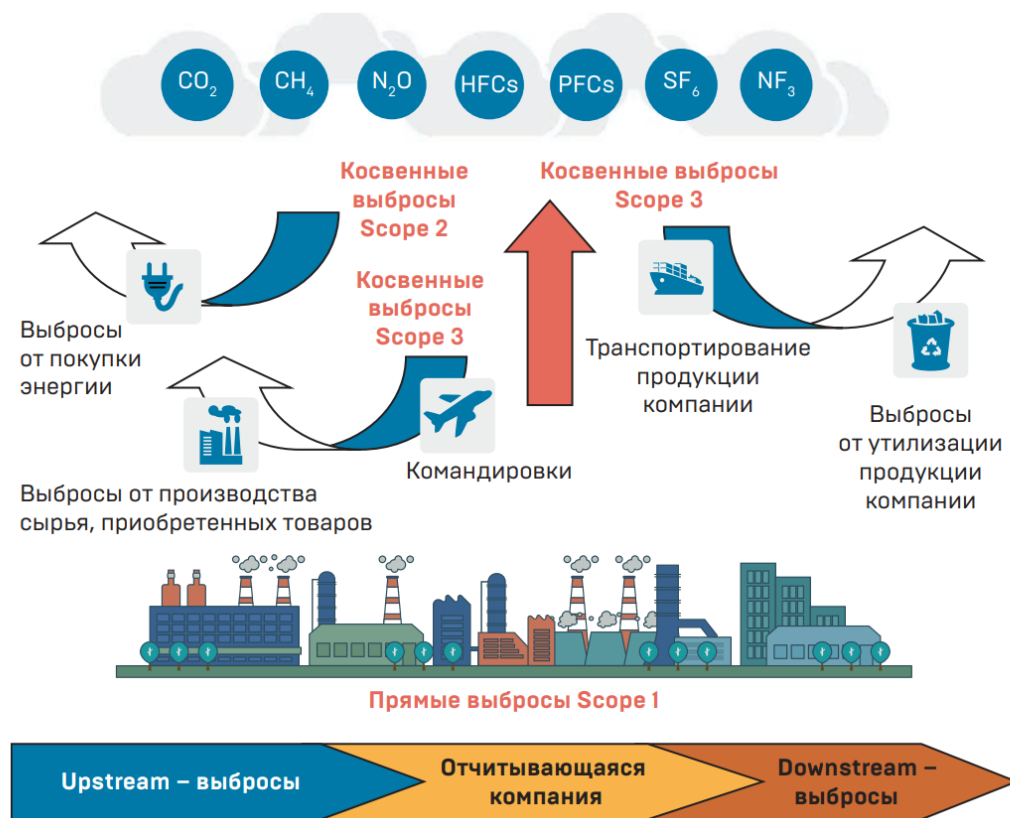 CO₂ CH₄ N₂O HFCs PFCs SF₆ NF₃
Косвенные
выбросы
Scope 2
Косвенные выбросы
Scope 3
Косвенные
выбросы
Scope 3
Выбросы
от покупки
энергии
Транспортирование
продукции
компании
Выбросы
от утилизации
продукции
компании
Командировки
Выбросы от производства
сырья, приобретенных товаров
Прямые выбросы Scope 1
Upstream – выбросы
Отчитывающаяся
компания
Downstream –
выбросы